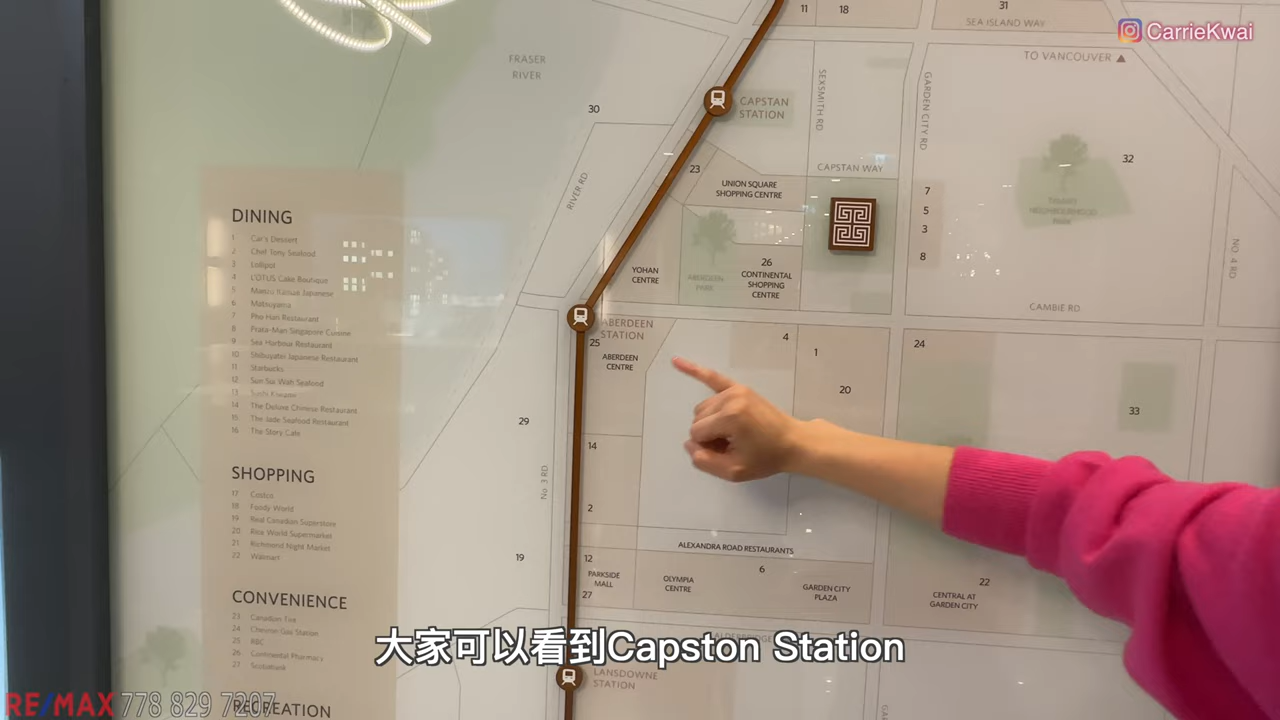 11
18
31
SEA ISLAND WAY
CarrieKwai
FRASER
RIVER
TO VANCOUVER ▲
30
CAPSTAN
STATION
SEXSMITH RD
GARDEN CITY RD
32
23
CAPSTAN WAY
UNION SQUARE
SHOPPING CENTRE
RIVER RD
7
5
3
8
NEIGHBOURHOOD
PARK
NO. 4 RD
YOHAN
CENTRE
ABERDEEN
PARK
26
CONTINENTAL
SHOPPING
CENTRE
CAMBIE RD
ABERDEEN
STATION
25
ABERDEEN
CENTRE
4
1
24
20
33
29
14
No. 3 RD
2
19
ALEXANDRA ROAD RESTAURANTS
12
PARKSIDE
MALL
27
OLYMPIA
CENTRE
6
GARDEN CITY
PLAZA
22
CENTRAL AT
GARDEN CITY
LANSDOWNE
STATION
DINING
1 Car's Dessert
2 Chef Tony Seafood
3 Lollipot
4 L'OTUS Cake Boutique
5 Manzo Itamae Japanese
6 Matsuyama
7 Pho Han Restaurant
8 Prata-Man Singapore Cuisine
9 Sea Harbour Restaurant
10 Shibuyatei Japanese Restaurant
11 Starbucks
12 Sun Sui Wah Seafood
13 Sushi
14 The Deluxe Chinese Restaurant
15 The Jade Seafood Restaurant
16 The Story Cafe
SHOPPING
17 Costco
18 Foody World
19 Real Canadian Superstore
20 Rice World Supermarket
21 Richmond Night Market
22 Walmart
CONVENIENCE
23 Canadian Tire
24 Chevron Gas Station
25 RBC
26 Continental Pharmacy
27 Scotiabank
RECREATION
大家可以看到Capston Station
RE/MAX 778 829 7207